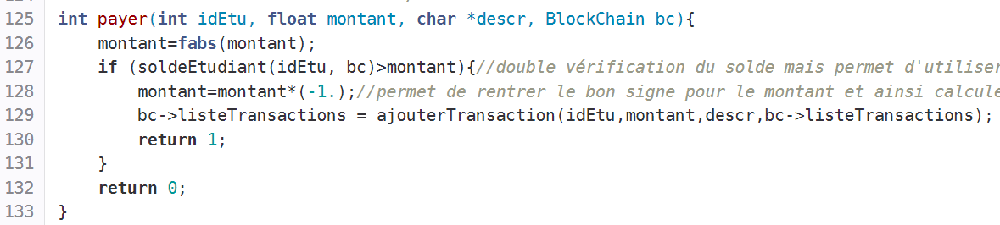 125 int payer(int idEtu, float montant, char *descr, BlockChain bc){
126     montant=fabs(montant);
127     if (soldeEtudiant(idEtu, bc)>montant){//double vérification du solde mais permet d'utiliser
128         montant=montant*(-1.);//permet de rentrer le bon signe pour le montant et ainsi calcule
129         bc->listeTransactions = ajouterTransaction(idEtu,montant,descr,bc->listeTransactions);
130         return 1;
131     }
132     return 0;
133 }